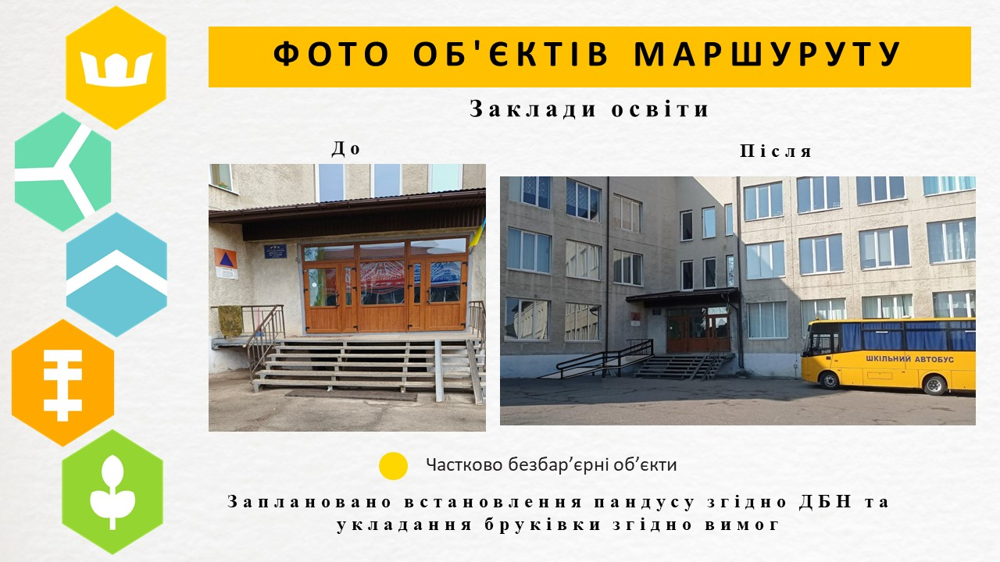 ФОТО ОБ'ЄКТІВ МАРШУРУТУ
Заклади освіти
До
Після
ШКІЛЬНИЙ АВТОБУС
Частково безбар’єрні об’єкти
Заплановано встановлення пандусу згідно ДБН та
укладання бруківки згідно вимог